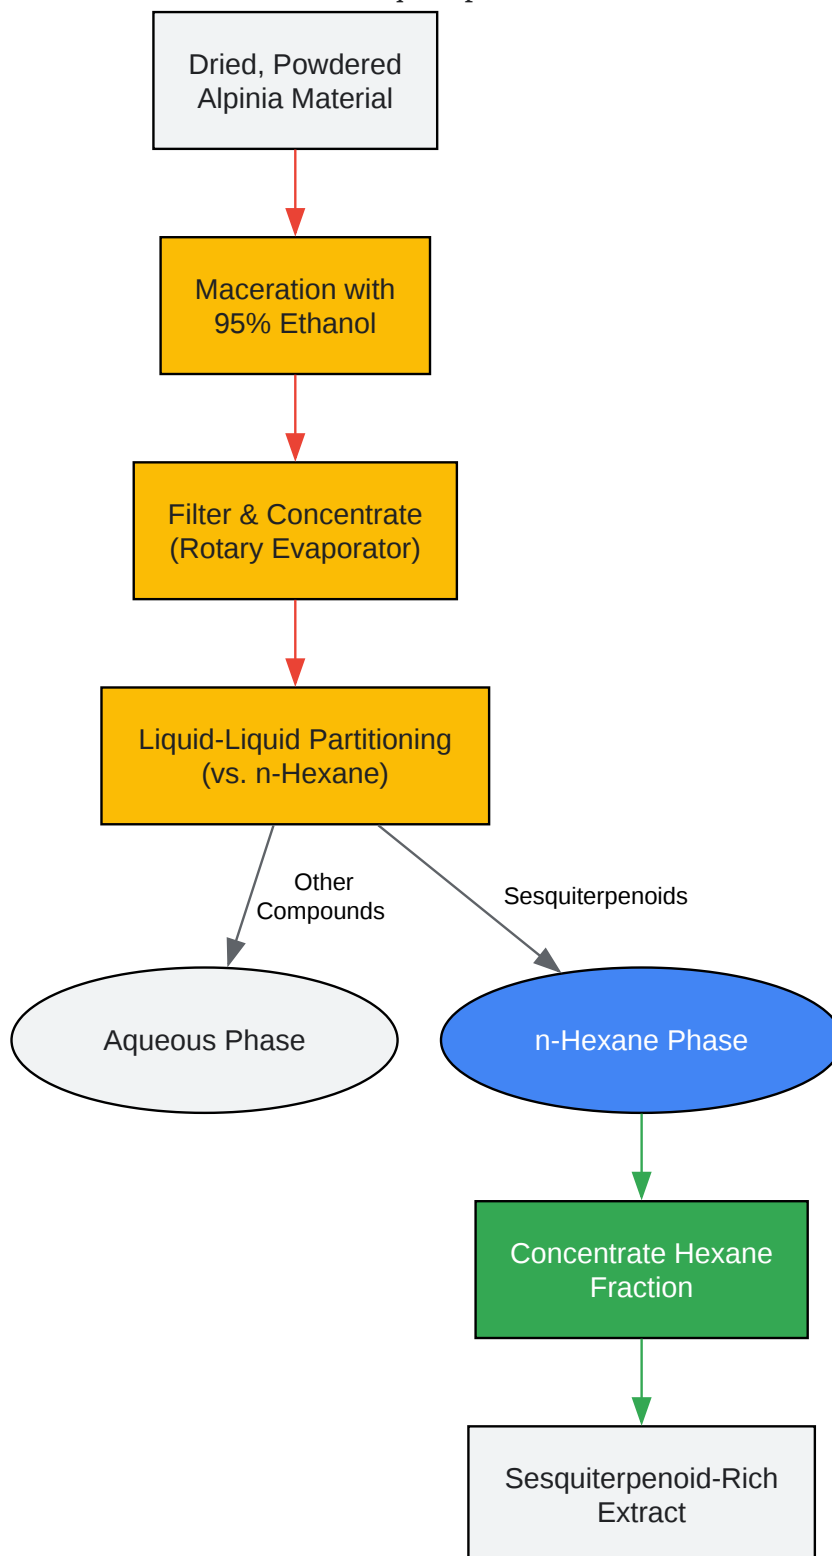 Dried, Powdered
Alpinia Material
Maceration with
95% Ethanol
Filter & Concentrate
(Rotary Evaporator)
Liquid-Liquid Partitioning
(vs. n-Hexane)
Other
Compounds
Sesquiterpenoids
Aqueous Phase
n-Hexane Phase
Concentrate Hexane
Fraction
Sesquiterpenoid-Rich
Extract